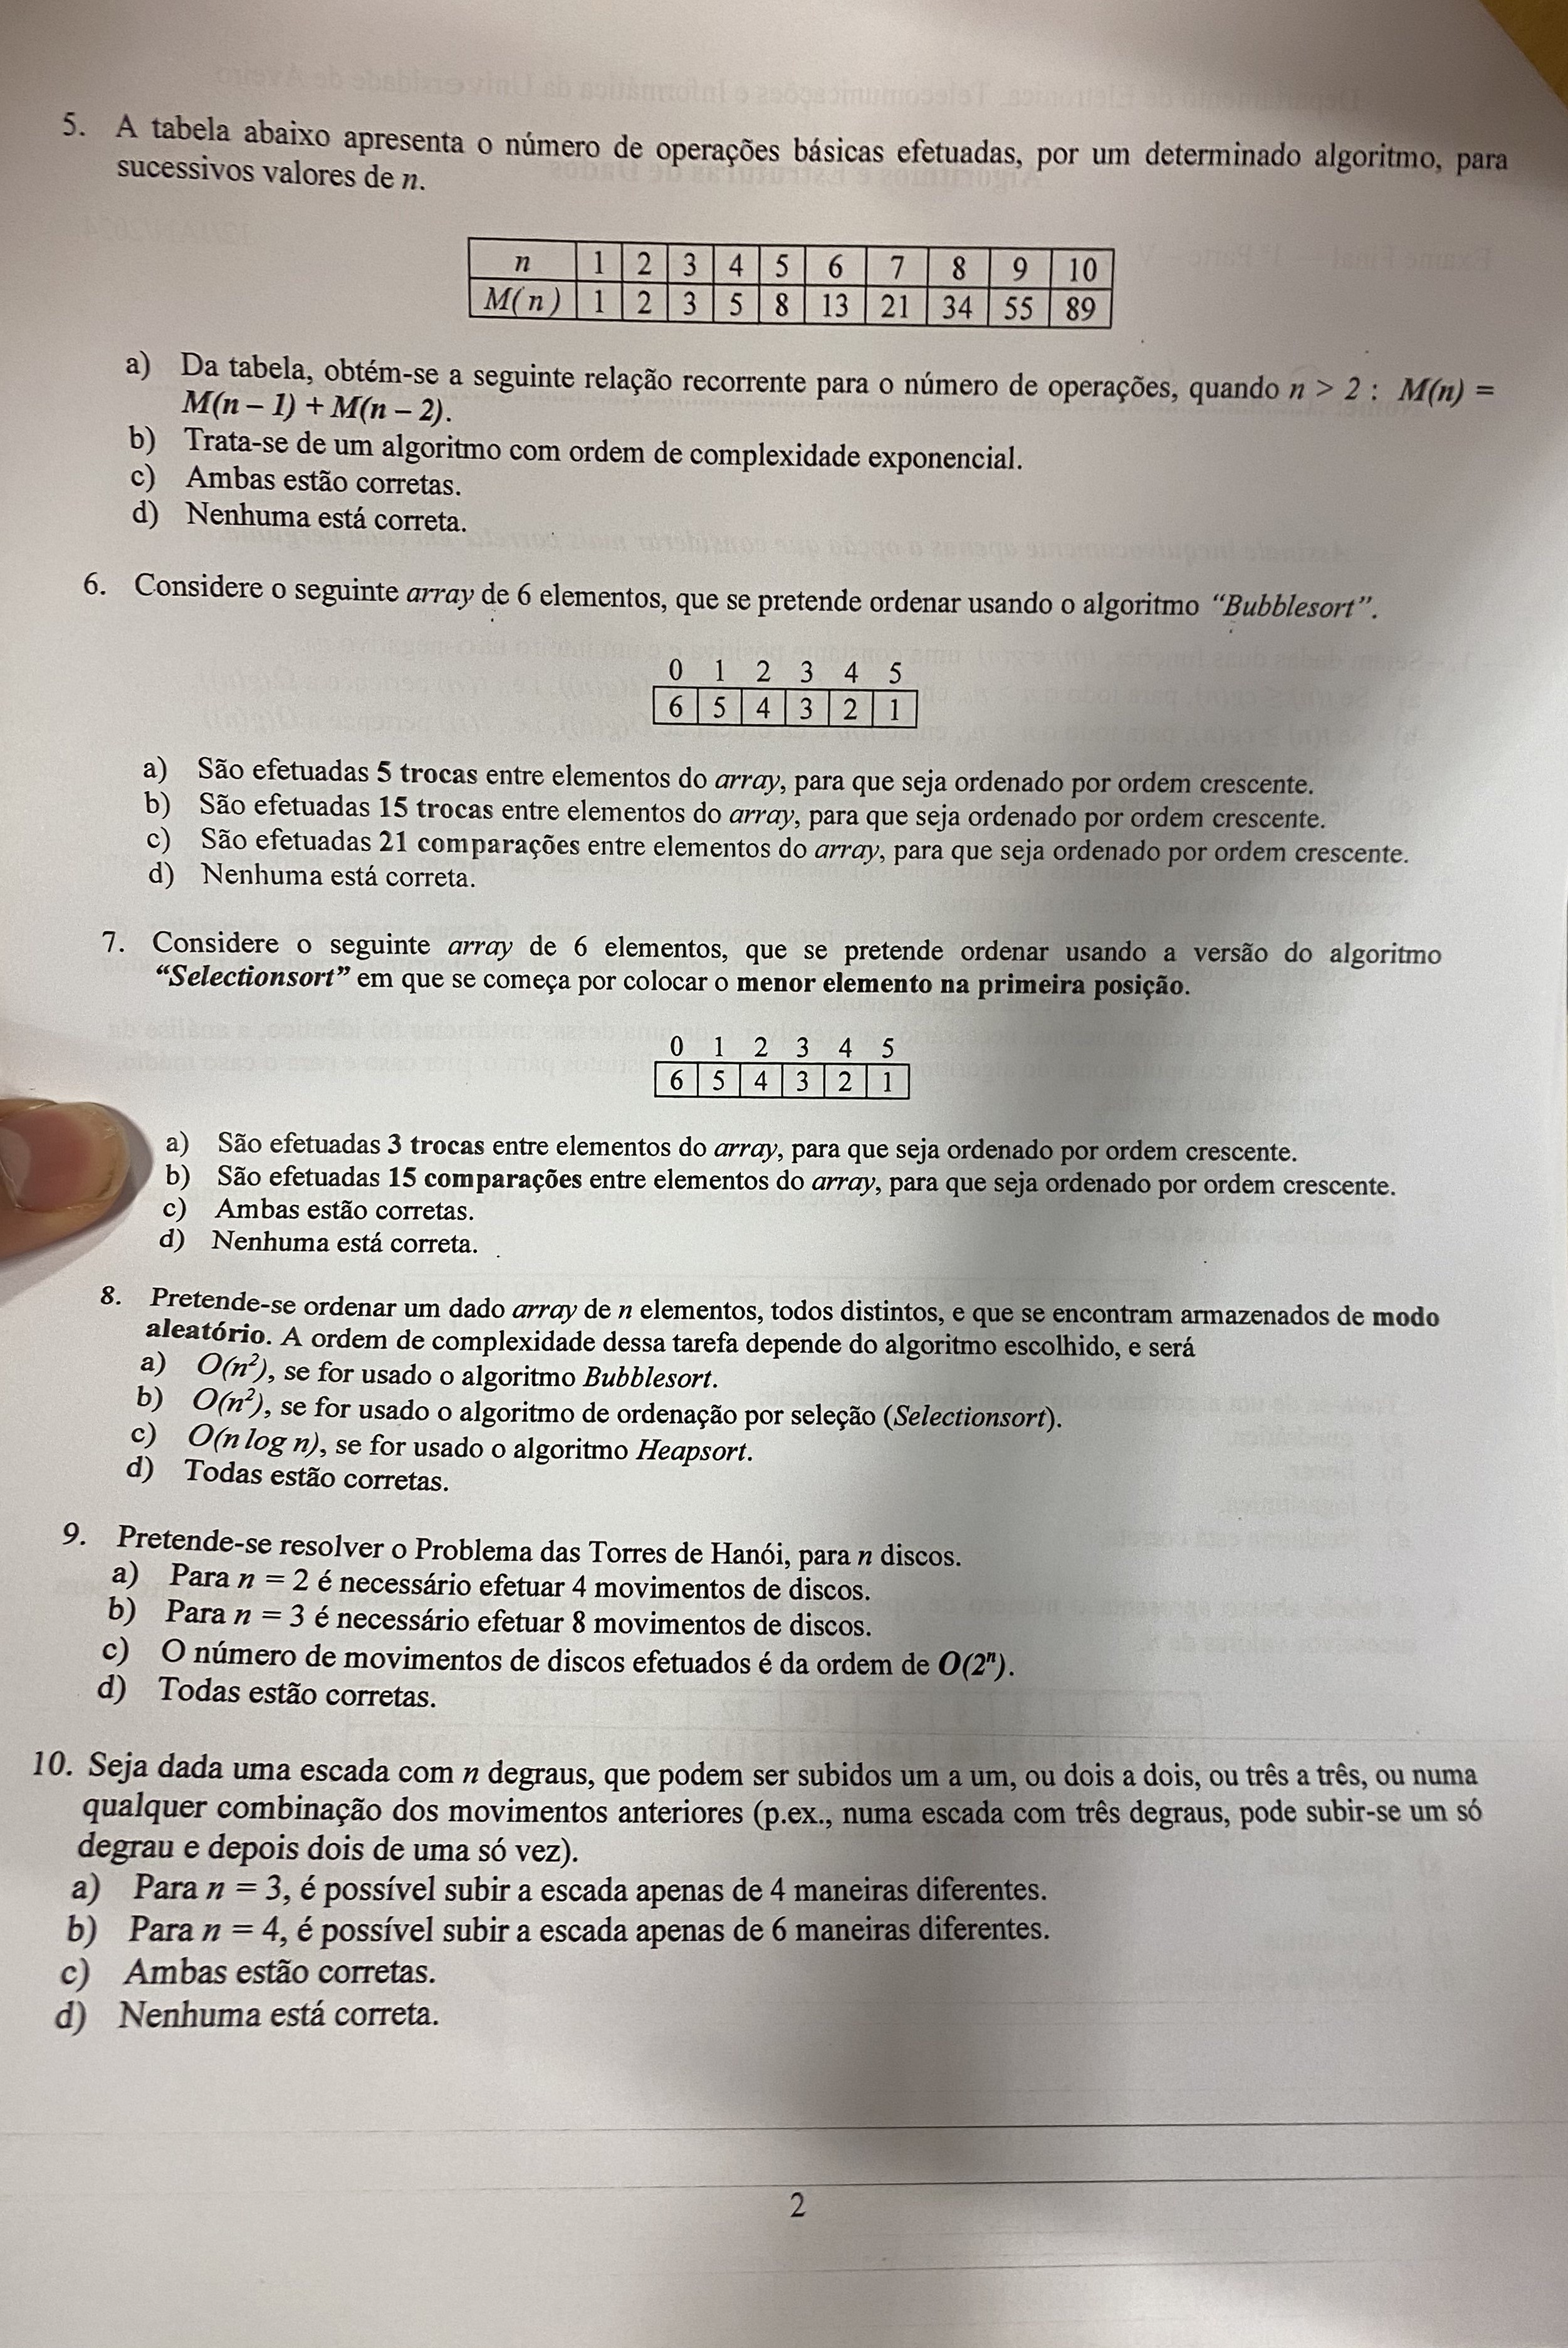 5. A tabela abaixo apresenta o número de operações básicas efetuadas, por um determinado algoritmo, para
sucessivos valores de n.
n 1 2 3 4 5 6 7 8 9 10
M(n) 1 2 3 5 8 13 21 34 55 89
a) Da tabela, obtém-se a seguinte relação recorrente para o número de operações, quando n > 2 : M(n) =
M(n – 1) + M(n – 2).
b) Trata-se de um algoritmo com ordem de complexidade exponencial.
c) Ambas estão corretas.
d) Nenhuma está correta.
6. Considere o seguinte array de 6 elementos, que se pretende ordenar usando o algoritmo “Bubblesort”.
0 1 2 3 4 5
6 5 4 3 2 1
a) São efetuadas 5 trocas entre elementos do array, para que seja ordenado por ordem crescente.
b) São efetuadas 15 trocas entre elementos do array, para que seja ordenado por ordem crescente.
c) São efetuadas 21 comparações entre elementos do array, para que seja ordenado por ordem crescente.
d) Nenhuma está correta.
7. Considere o seguinte array de 6 elementos, que se pretende ordenar usando a versão do algoritmo
“Selectionsort” em que se começa por colocar o menor elemento na primeira posição.
0 1 2 3 4 5
6 5 4 3 2 1
a) São efetuadas 3 trocas entre elementos do array, para que seja ordenado por ordem crescente.
b) São efetuadas 15 comparações entre elementos do array, para que seja ordenado por ordem crescente.
c) Ambas estão corretas.
d) Nenhuma está correta.
8. Pretende-se ordenar um dado array de n elementos, todos distintos, e que se encontram armazenados de modo
aleatório. A ordem de complexidade dessa tarefa depende do algoritmo escolhido, e será
a) O(n²), se for usado o algoritmo Bubblesort.
b) O(n²), se for usado o algoritmo de ordenação por seleção (Selectionsort).
c) O(n log n), se for usado o algoritmo Heapsort.
d) Todas estão corretas.
9. Pretende-se resolver o Problema das Torres de Hanói, para n discos.
a) Para n = 2 é necessário efetuar 4 movimentos de discos.
b) Para n = 3 é necessário efetuar 8 movimentos de discos.
c) O número de movimentos de discos efetuados é da ordem de O(2ⁿ).
d) Todas estão corretas.
10. Seja dada uma escada com n degraus, que podem ser subidos um a um, ou dois a dois, ou três a três, ou numa
qualquer combinação dos movimentos anteriores (p.ex., numa escada com três degraus, pode subir-se um só
degrau e depois dois de uma só vez).
a) Para n = 3, é possível subir a escada apenas de 4 maneiras diferentes.
b) Para n = 4, é possível subir a escada apenas de 6 maneiras diferentes.
c) Ambas estão corretas.
d) Nenhuma está correta.
2